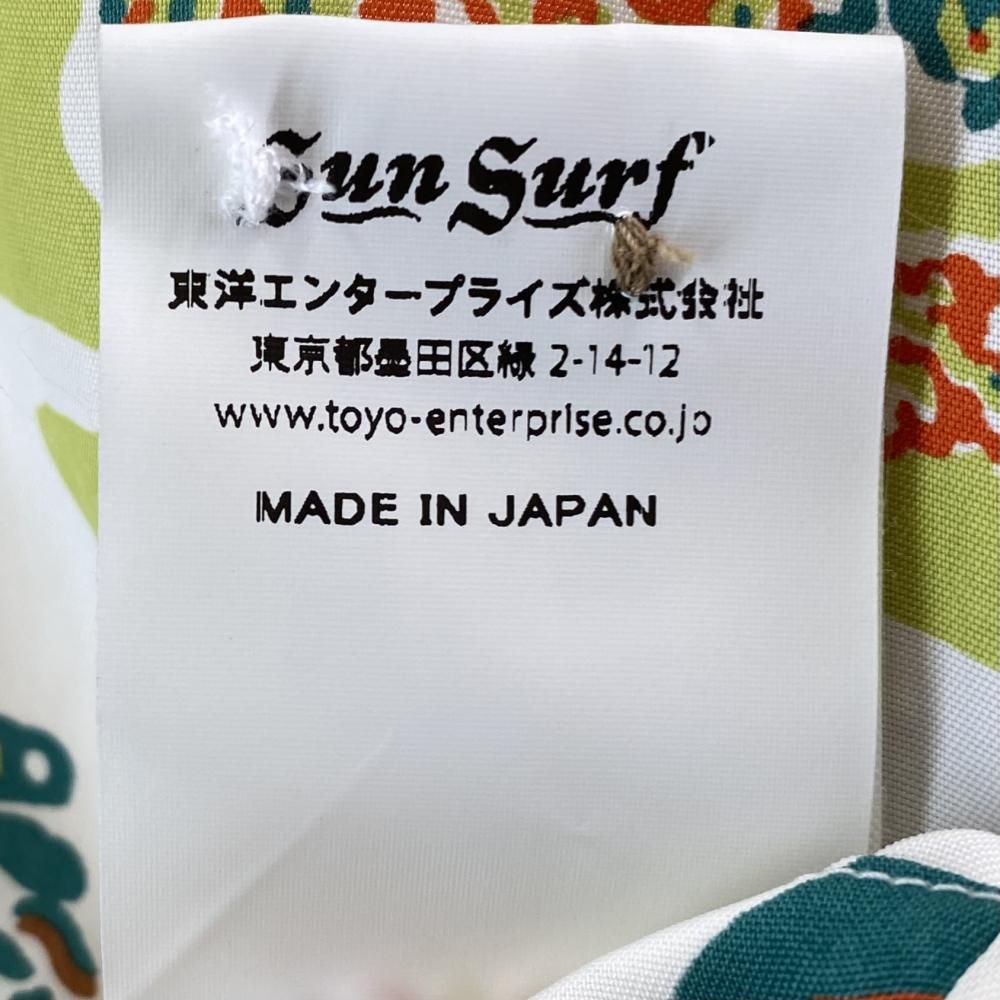 Sun Surf
東洋エンタープライズ株式会社
東京都墨田区緑 2-14-12
www.toyo-enterprise.co.jp
MADE IN JAPAN